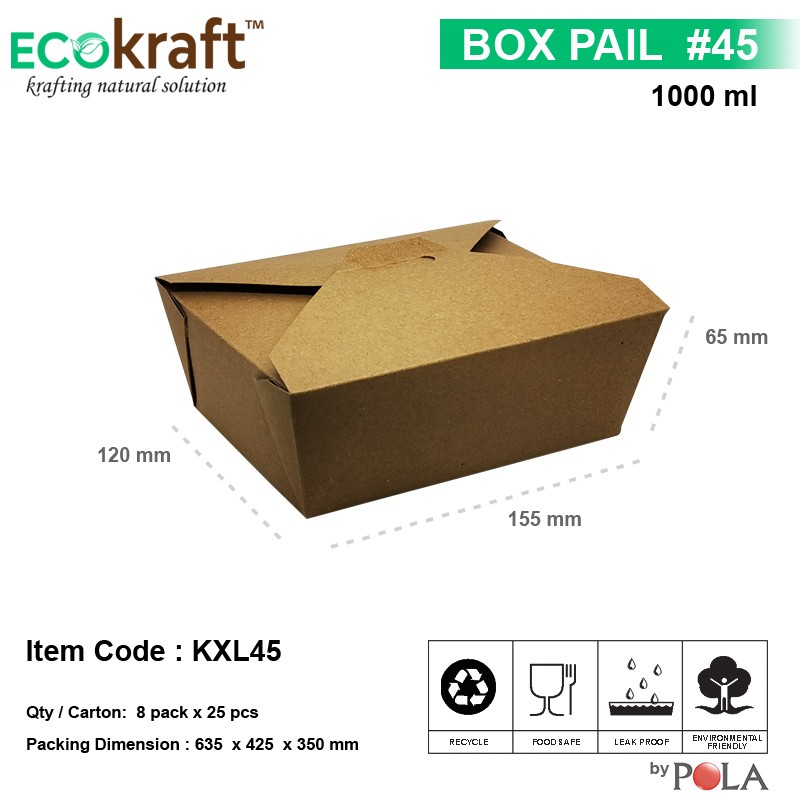 ECOkraft™
krafting natural solution
BOX PAIL #45
1000 ml
65 mm
120 mm
155 mm
Item Code : KXL45
Qty / Carton: 8 pack x 25 pcs
Packing Dimension : 635 x 425 x 350 mm
RECYCLE
FOOD SAFE
LEAK PROOF
ENVIRONMENTAL
FRIENDLY
by POLA